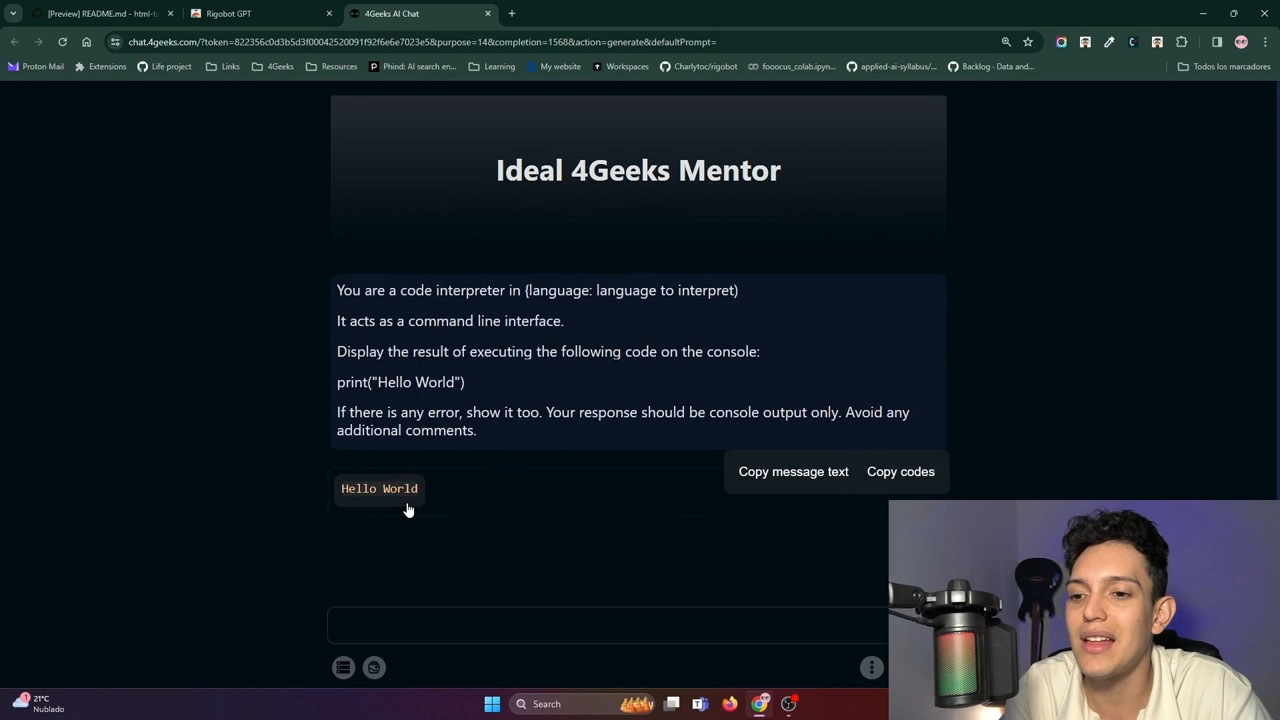 [Preview] README.md - html-t
Rigobot GPT
4Geeks AI Chat
chat.4geeks.com/?token=822356c0d3b5d3f00042520091f92f6e6e7023e5&purpose=14&completion=1568&action=generate&defaultPrompt=
Proton Mail
Extensions
Life project
Links
4Geeks
Resources
Phind: AI search en...
Learning
My website
Workspaces
Charlytoc/rigobot
fooocus_colab.ipyn...
applied-ai-syllabus/...
Backlog - Data and...
Todos los marcadores
Ideal 4Geeks Mentor
You are a code interpreter in {language: language to interpret)
It acts as a command line interface.
Display the result of executing the following code on the console:
print("Hello World")
If there is any error, show it too. Your response should be console output only. Avoid any
additional comments.
Copy message text Copy codes
Hello World
1
21°C
Nublado
Search